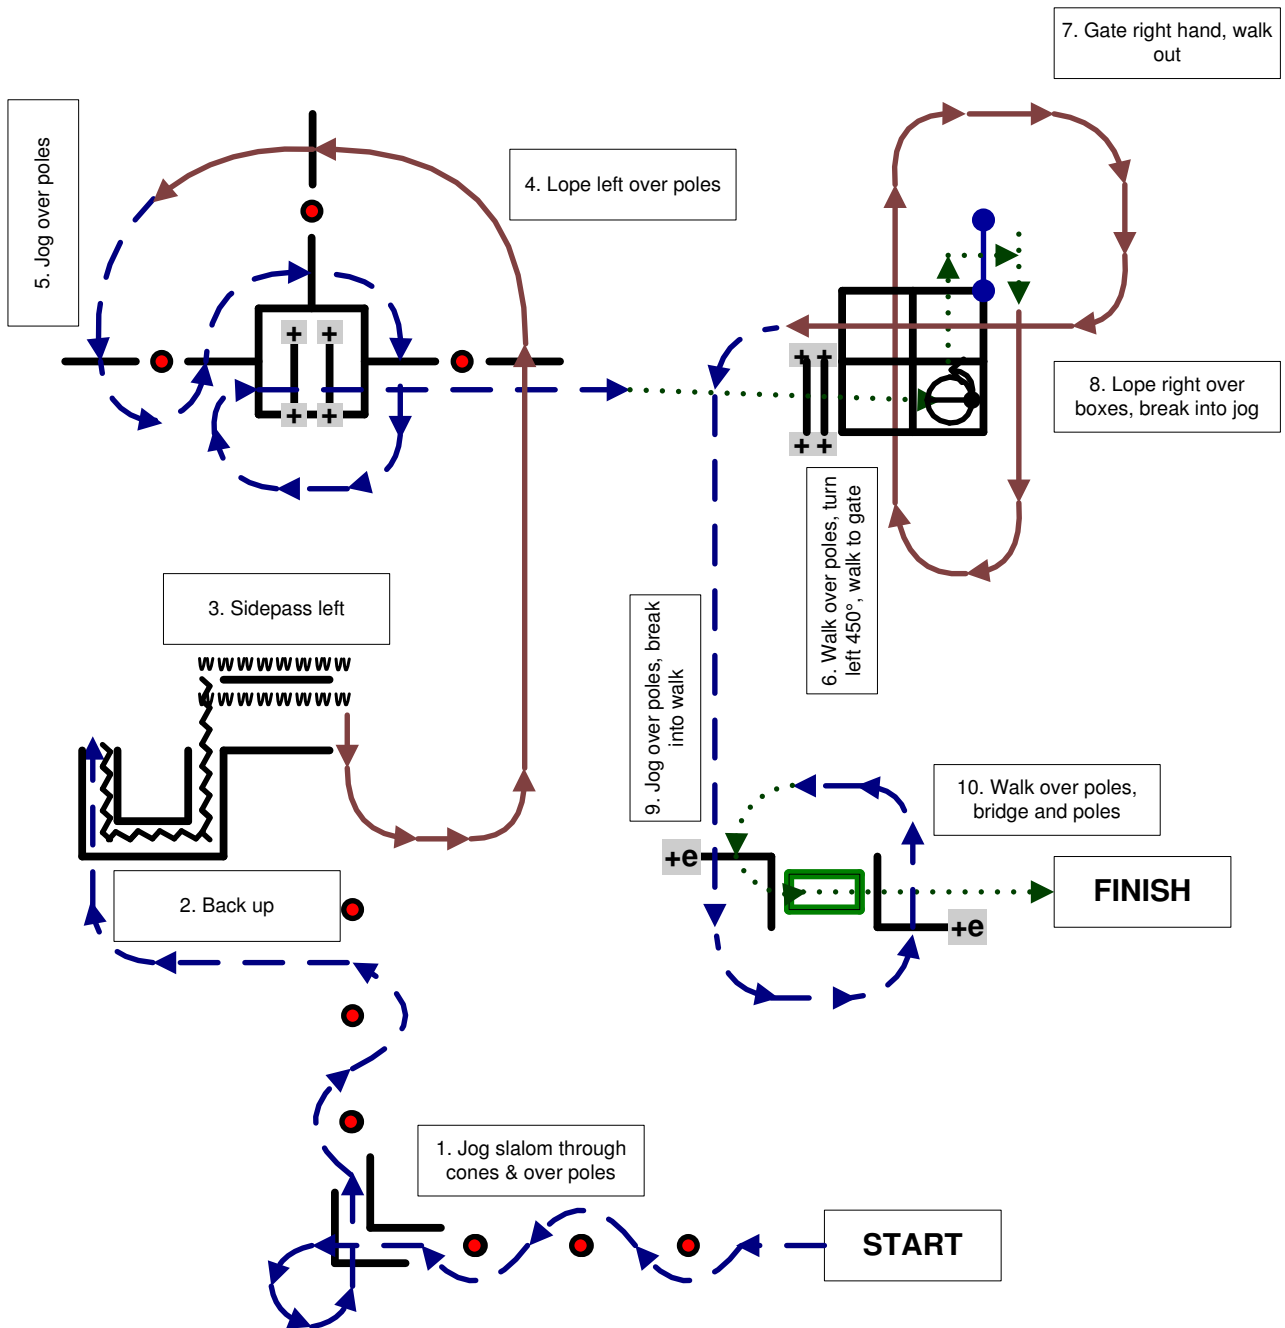 7. Gate right hand, walk
out
5. Jog over poles
4. Lope left over poles
+ +
+ +
+ +
+ +
8. Lope right over
boxes, break into jog
6. Walk over poles, turn
left 450°, walk to gate
3. Sidepass left
W W W W W W W W
W W W W W W W W
9. Jog over poles, break
into walk
10. Walk over poles,
bridge and poles
+e
FINISH
2. Back up
+e
1. Jog slalom through
cones & over poles
START